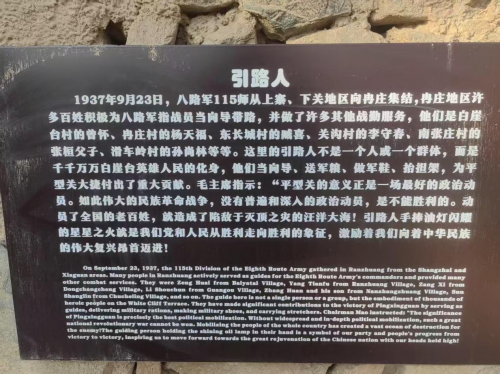 引路人
1937年9月23日，八路军115师从上寨、下关地区向冉庄集结，冉庄地区许
多百姓积极为八路军指战员当向导带路，并做了许多其他战勤服务，他们是白崖
台村的曾怀、冉庄村的杨天福、东长城村的臧喜、关沟村的李守春、南张庄村的
张桓父子、潜车岭村的孙尚林等等。这里的引路人不是一个人或一个群体，而是
千千万万白崖台英雄人民的化身，他们当向导、送军粮、做军鞋、抬担架，为平
型关大捷付出了重大贡献。毛主席指示：“平型关的意义正是一场最好的政治动
员。如此伟大的民族革命战争，没有普遍和深入的政治动员，是不能胜利的。动
员了全国的老百姓，就造成了陷敌于灭顶之灾的汪洋大海！引路人手捧油灯闪耀
的星星之火就是我们党和人民从胜利走向胜利的象征，激励着我们向着中华民族
的伟大复兴昂首迈进！
On September 23, 1937, the 115th Division of the Eighth Route Army gathered in Ranzhuang from the Shangzhai and
Xiaguan areas. Many people in Ranzhuang actively served as guides for the Eighth Route Army's commanders and provided many
other combat services. They were Zeng Huai from Baiyatai Village, Yang Tianfu from Ranzhuang Village, Zang Xi from
Dongchangcheng Village, Li Shouchun from Guangou Village, Zhang Huan and his son from Nanzhangzhuang Village, Sun
Shanglin from Chucheling Village, and so on. The guide here is not a single person or a group, but the embodiment of thousands of
heroic people on the White Cliff Terrace. They have made significant contributions to the victory of Pingxingguan by serving as
guides, delivering military rations, making military shoes, and carrying stretchers. Chairman Mao instructed: "The significance
of Pingxingguan is precisely the best political mobilization. Without widespread and in-depth political mobilization, such a great
national revolutionary war cannot be won. Mobilizing the people of the whole country has created a vast ocean of destruction for
the enemy!The guiding person holding the shining oil lamp in their hand is a symbol of our party and people's progress from
victory to victory, inspiring us to move forward towards the great rejuvenation of the Chinese nation with our heads held high!